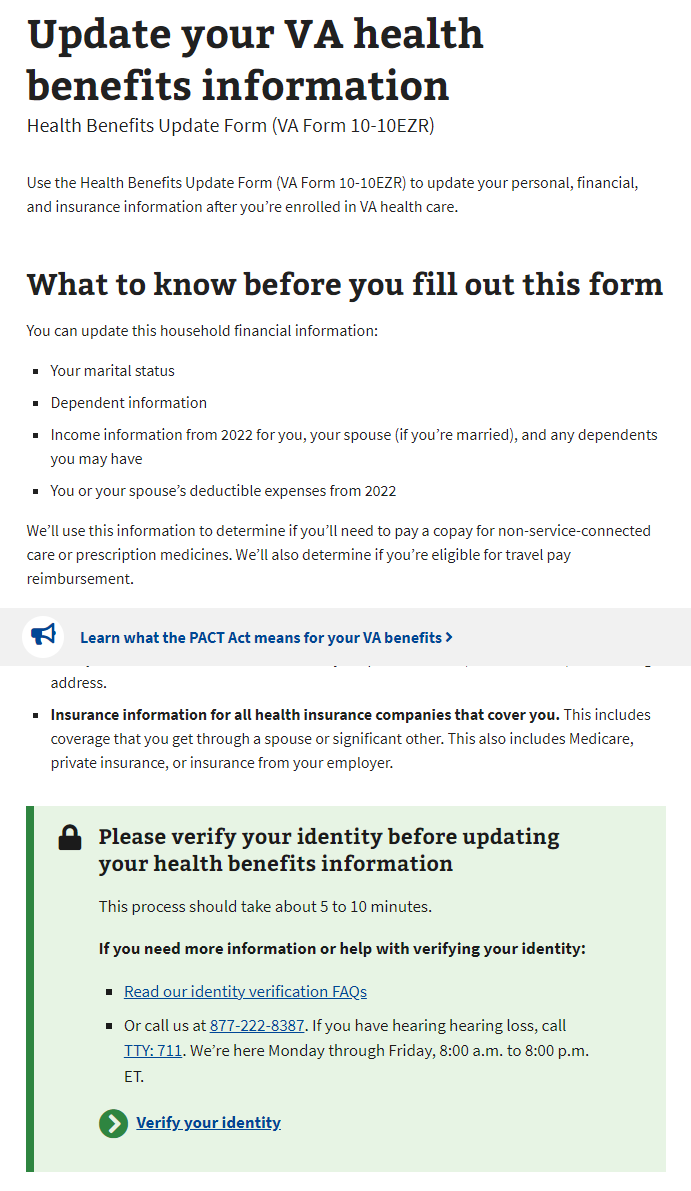 Update your VA health
benefits information
Health Benefits Update Form (VA Form 10-10EZR)
Use the Health Benefits Update Form (VA Form 10-10EZR) to update your personal, financial,
and insurance information after you’re enrolled in VA health care.
What to know before you fill out this form
You can update this household financial information:
▪ Your marital status
▪ Dependent information
▪ Income information from 2022 for you, your spouse (if you’re married), and any dependents
you may have
▪ You or your spouse’s deductible expenses from 2022
We’ll use this information to determine if you’ll need to pay a copay for non-service-connected
care or prescription medicines. We’ll also determine if you’re eligible for travel pay
reimbursement.
Learn what the PACT Act means for your VA benefits
address.
▪ Insurance information for all health insurance companies that cover you. This includes
coverage that you get through a spouse or significant other. This also includes Medicare,
private insurance, or insurance from your employer.
Please verify your identity before updating
your health benefits information
This process should take about 5 to 10 minutes.
If you need more information or help with verifying your identity:
▪ Read our identity verification FAQs
▪ Or call us at 877-222-8387. If you have hearing hearing loss, call
TTY: 711. We’re here Monday through Friday, 8:00 a.m. to 8:00 p.m.
ET.
Verify your identity